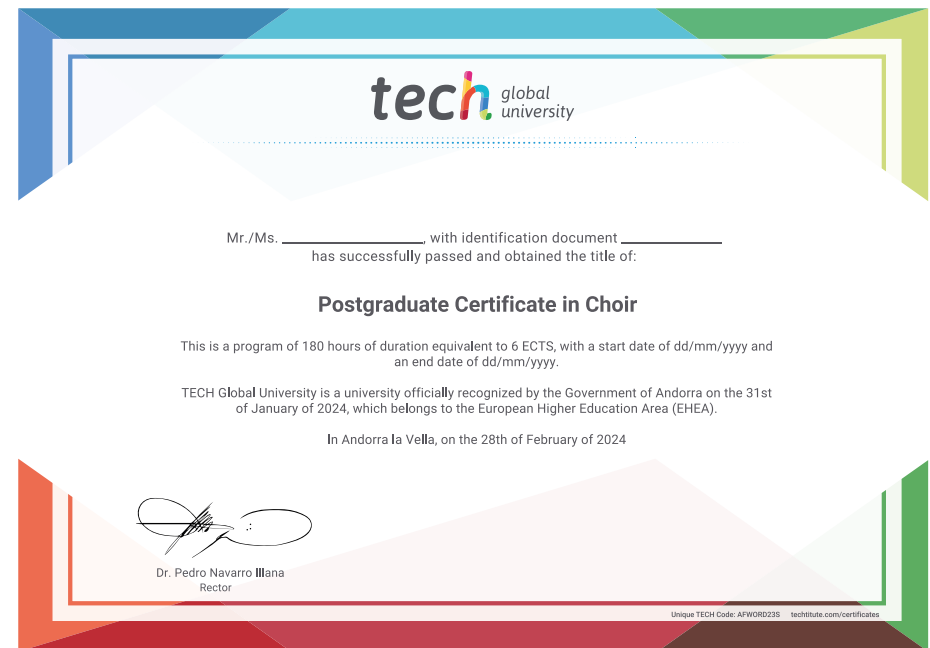 tech global university
Mr./Ms. ____________, with identification document ____________
has successfully passed and obtained the title of:
Postgraduate Certificate in Choir
This is a program of 180 hours of duration equivalent to 6 ECTS, with a start date of dd/mm/yyyy and
an end date of dd/mm/yyyy.
TECH Global University is a university officially recognized by the Government of Andorra on the 31st
of January of 2024, which belongs to the European Higher Education Area (EHEA).
In Andorra la Vella, on the 28th of February of 2024
Dr. Pedro Navarro Illana
Rector
Unique TECH Code: AFWORD23S techtitute.com/certificates